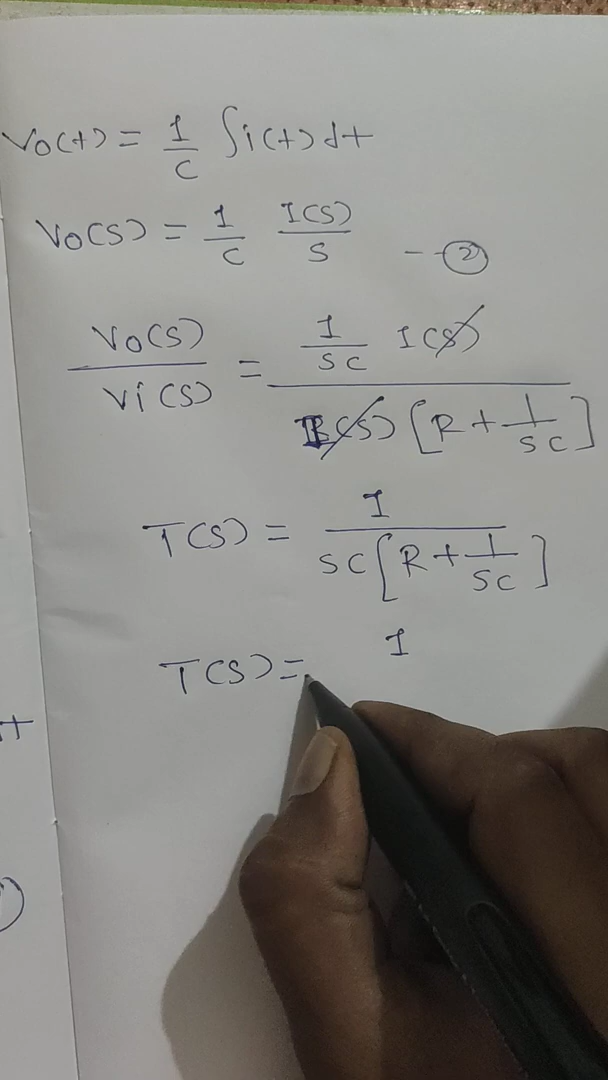 Vo(t) = 1/C ∫i(t) dt
Vo(s) = 1/C I(s)/s --②
Vo(s)/Vi(s) = 1/sC I(s) / I(s) [R + 1/sC]
T(s) = 1 / sC[R + 1/sC]
T(s) = 1
+
)